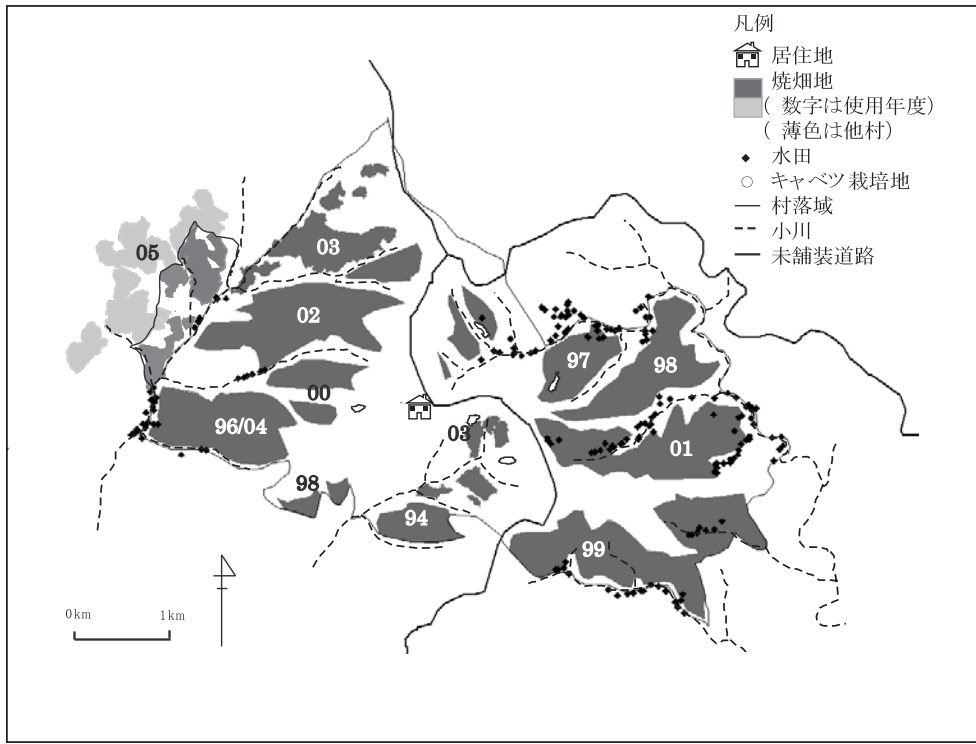 凡例
居住地
焼畑地
( 数字は使用年度)
( 薄色は他村)
水田
キャベツ栽培地
村落域
小川
未舗装道路
05
03
02
00
96/04
98
97
98
03
01
94
99
0km 1km